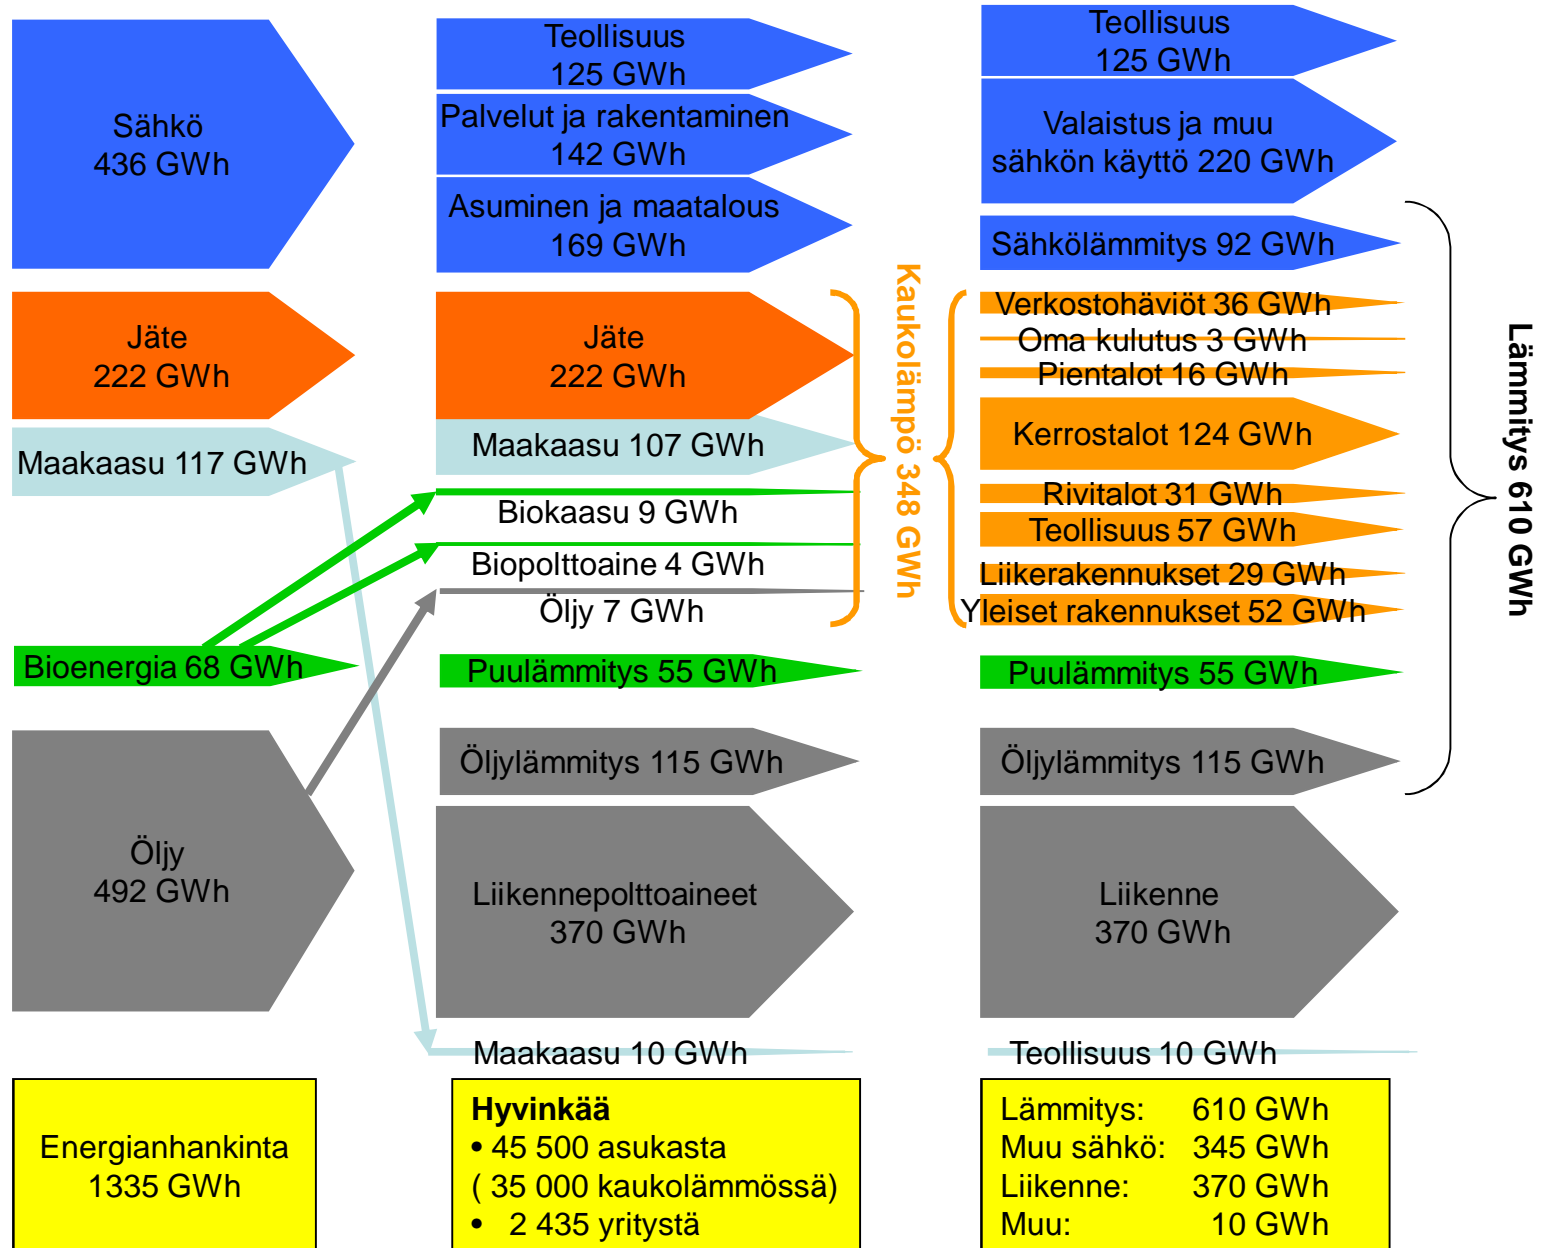 Sähkö
436 GWh
Jäte
222 GWh
Maakaasu 117 GWh
Bioenergia 68 GWh
Öljy
492 GWh
Energianhankinta
1335 GWh
Teollisuus
125 GWh
Palvelut ja rakentaminen
142 GWh
Asuminen ja maatalous
169 GWh
Jäte
222 GWh
Maakaasu 107 GWh
Biokaasu 9 GWh
Biopolttoaine 4 GWh
Öljy 7 GWh
Puulämmitys 55 GWh
Öljylämmitys 115 GWh
Liikennepolttoaineet
370 GWh
Maakaasu 10 GWh
Hyvinkää
• 45 500 asukasta
( 35 000 kaukolämmössä)
• 2 435 yritystä
Kaukolämpö 348 GWh
Teollisuus
125 GWh
Valaistus ja muu
sähkön käyttö 220 GWh
Sähkölämmitys 92 GWh
Verkostohäviöt 36 GWh
Oma kulutus 3 GWh
Pientalot 16 GWh
Kerrostalot 124 GWh
Rivitalot 31 GWh
Teollisuus 57 GWh
Liikerakennukset 29 GWh
Yleiset rakennukset 52 GWh
Puulämmitys 55 GWh
Öljylämmitys 115 GWh
Liikenne
370 GWh
Teollisuus 10 GWh
Lämmitys: 610 GWh
Muu sähkö: 345 GWh
Liikenne: 370 GWh
Muu: 10 GWh
Lämmitys 610 GWh